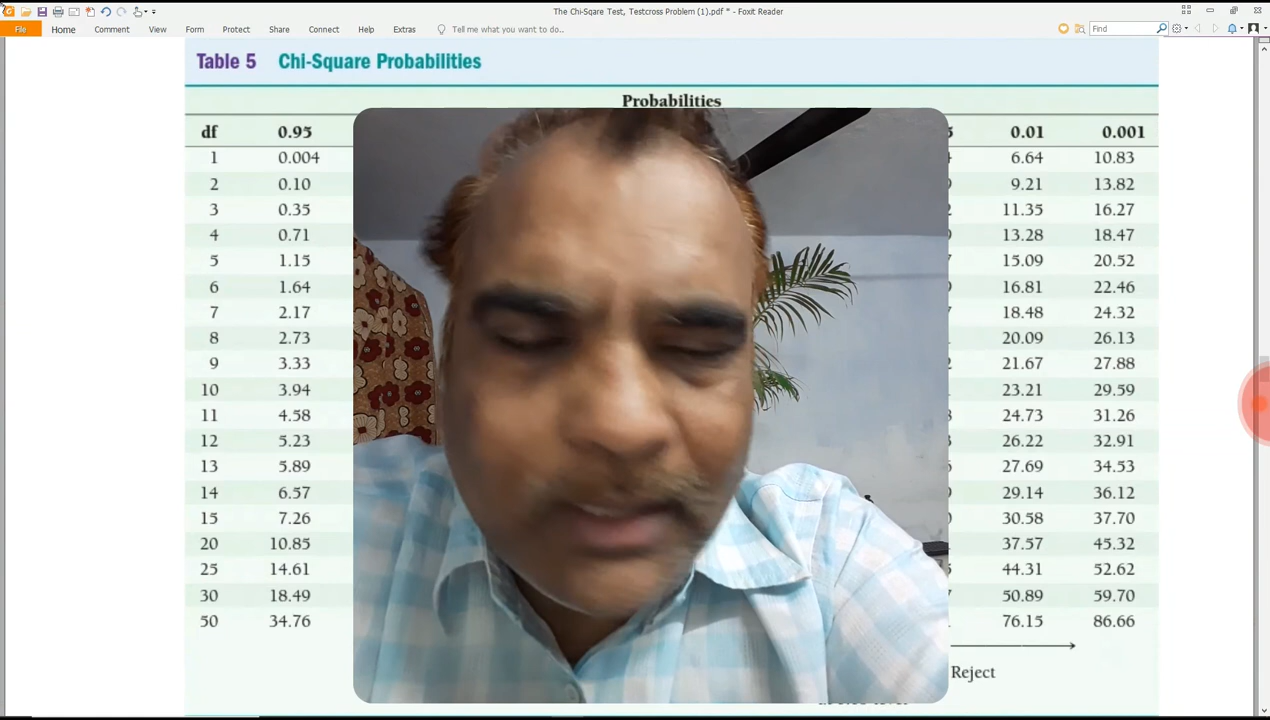 The Chi-Sqare Test, Testcross Problem (1).pdf * - Foxit Reader
File Home Comment View Form Protect Share Connect Help Extras Tell me what you want to do... Find
Table 5 Chi-Square Probabilities
Probabilities
df 0.95 0.01 0.001
1 0.004 6.64 10.83
2 0.10 9.21 13.82
3 0.35 11.35 16.27
4 0.71 13.28 18.47
5 1.15 15.09 20.52
6 1.64 16.81 22.46
7 2.17 18.48 24.32
8 2.73 20.09 26.13
9 3.33 21.67 27.88
10 3.94 23.21 29.59
11 4.58 24.73 31.26
12 5.23 26.22 32.91
13 5.89 27.69 34.53
14 6.57 29.14 36.12
15 7.26 30.58 37.70
20 10.85 37.57 45.32
25 14.61 44.31 52.62
30 18.49 50.89 59.70
50 34.76 76.15 86.66
Reject